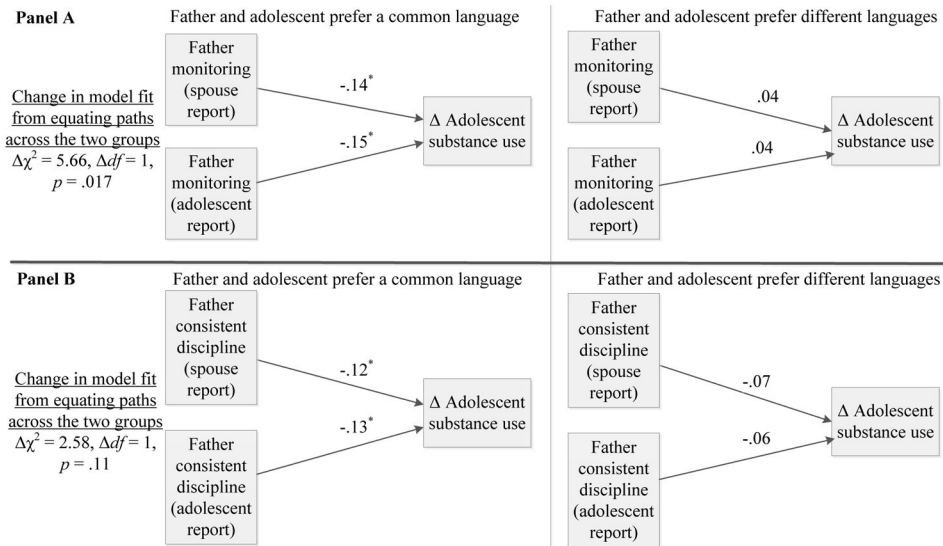 Panel A
Father and adolescent prefer a common language
Father and adolescent prefer different languages
Change in model fit
from equating paths
across the two groups
Δχ² = 5.66, Δdf = 1,
p = .017
Father
monitoring
(spouse
report)
-.14*
Father
monitoring
(adolescent
report)
-.15*
Δ Adolescent
substance use
Father
monitoring
(spouse
report)
.04
Father
monitoring
(adolescent
report)
.04
Δ Adolescent
substance use
Panel B
Father and adolescent prefer a common language
Father and adolescent prefer different languages
Change in model fit
from equating paths
across the two groups
Δχ² = 2.58, Δdf = 1,
p = .11
Father
consistent
discipline
(spouse
report)
-.12*
Father
consistent
discipline
(adolescent
report)
-.13*
Δ Adolescent
substance use
Father
consistent
discipline
(spouse
report)
-.07
Father
consistent
discipline
(adolescent
report)
-.06
Δ Adolescent
substance use